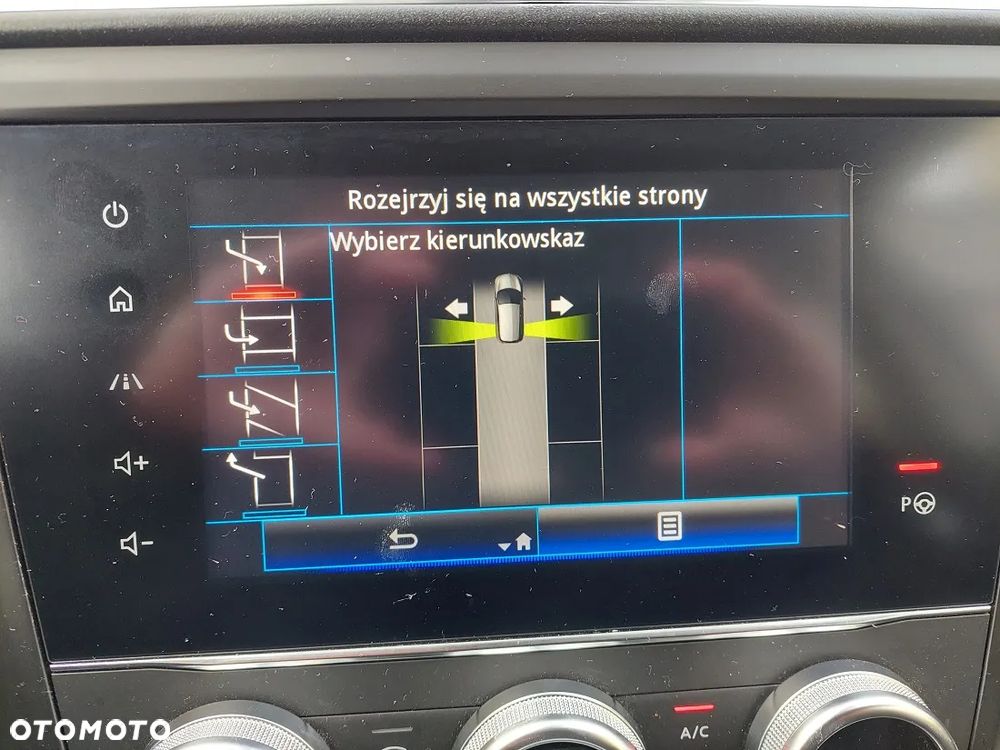 Rozejrzyj się na wszystkie strony
Wybierz kierunkowskaz
P
A/C
OTOMOTO